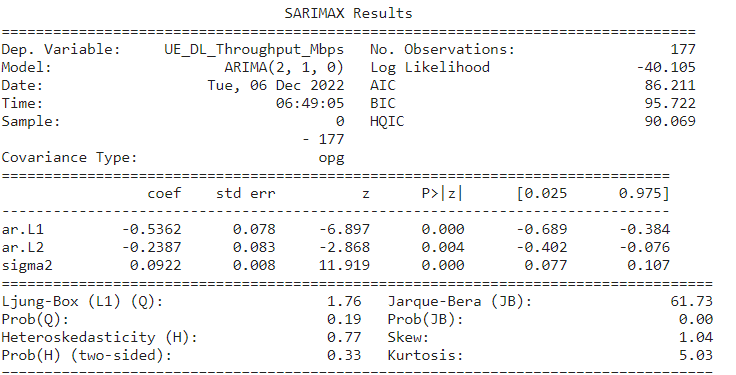 SARIMAX Results
==============================================================================
Dep. Variable:     UE_DL_Throughput_Mbps   No. Observations:                  177
Model:                    ARIMA(2, 1, 0)   Log Likelihood                 -40.105
Date:                   Tue, 06 Dec 2022   AIC                             86.211
Time:                           06:49:05   BIC                             95.722
Sample:                                0   HQIC                            90.069
- 177
Covariance Type:                     opg
==============================================================================
coef    std err          z      P>|z|      [0.025      0.975]
------------------------------------------------------------------------------
ar.L1         -0.5362      0.078     -6.897      0.000      -0.689      -0.384
ar.L2         -0.2387      0.083     -2.868      0.004      -0.402      -0.076
sigma2         0.0922      0.008     11.919      0.000       0.077       0.107
===================================================================================
Ljung-Box (L1) (Q):                   1.76   Jarque-Bera (JB):                61.73
Prob(Q):                              0.19   Prob(JB):                         0.00
Heteroskedasticity (H):               0.77   Skew:                             1.04
Prob(H) (two-sided):                  0.33   Kurtosis:                         5.03
===================================================================================